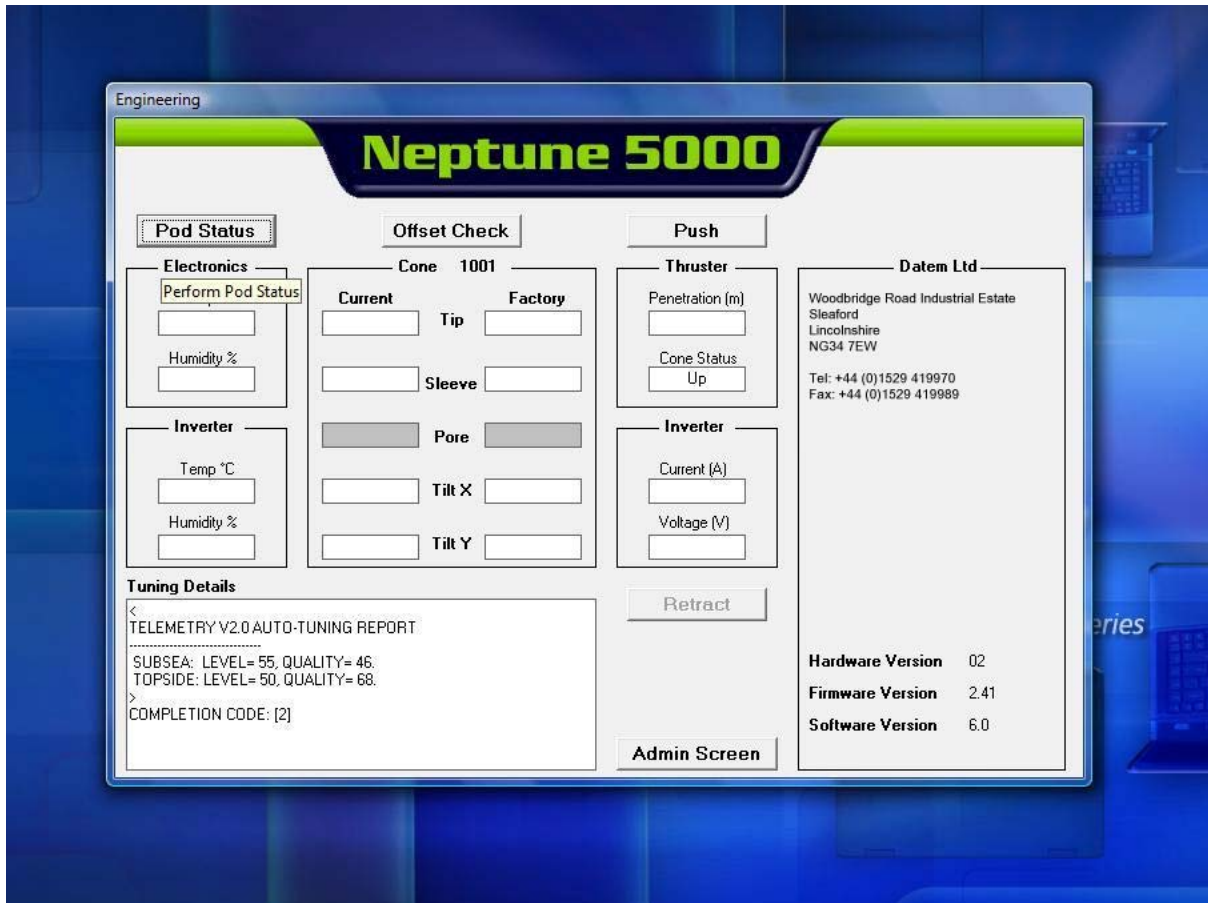 Engineering
Neptune 5000
Pod Status
Offset Check
Push
Electronics
Perform Pod Status
Humidity %
Inverter
Temp °C
Humidity %
Cone 1001
Current Factory
Tip
Sleeve
Pore
Tilt X
Tilt Y
Thruster
Penetration (m)
Cone Status
Up
Inverter
Current (A)
Voltage (V)
Retract
Admin Screen
Datem Ltd
Woodbridge Road Industrial Estate
Sleaford
Lincolnshire
NG34 7EW
Tel: +44 (0)1529 419970
Fax: +44 (0)1529 419989
Hardware Version 02
Firmware Version 2.41
Software Version 6.0
Tuning Details
<
TELEMETRY V2.0 AUTO-TUNING REPORT
--------------------------------
SUBSEA: LEVEL= 55, QUALITY= 46.
TOPSIDE: LEVEL= 50, QUALITY= 68.
>
COMPLETION CODE: [2]
eries